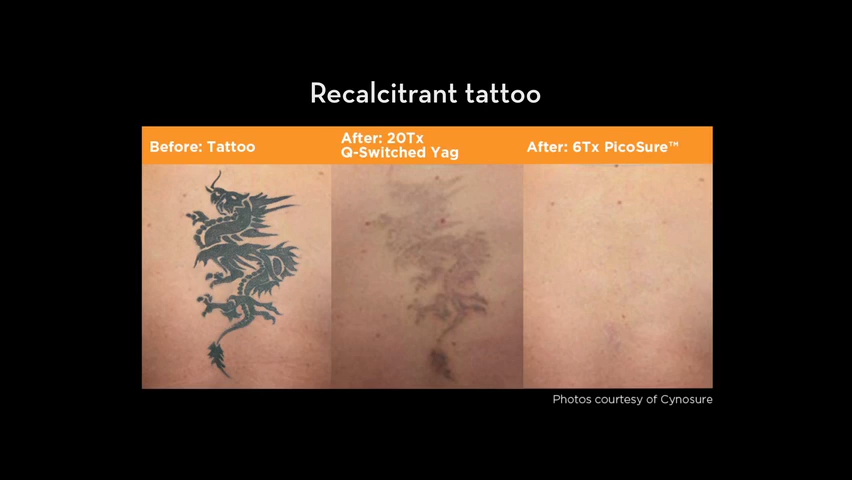 Recalcitrant tattoo
Before: Tattoo
After: 20Tx
Q-Switched Yag
After: 6Tx PicoSure™
Photos courtesy of Cynosure